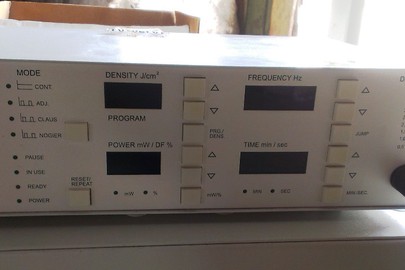 MODE
CONT.
ADJ.
CLAUS
NOGIER
PAUSE
IN USE
READY
POWER
RESET/
REPEAT
DENSITY J/cm³
PROGRAM
POWER mW / DF %
mW %
PRG/
DENS
mW/%
FREQUENCY Hz
TIME min / sec
MIN SEC
JUMP
MIN/SEC